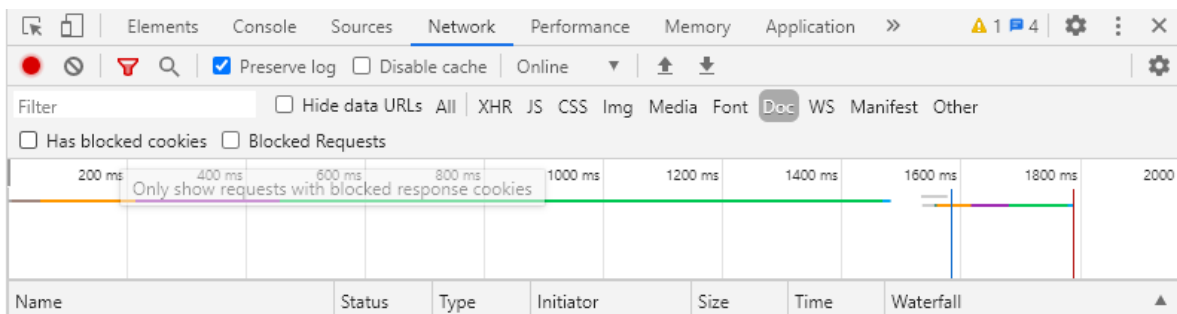 Elements Console Sources Network Performance Memory Application » 1 4
Preserve log Disable cache Online ▼
Filter Hide data URLs All XHR JS CSS Img Media Font Doc WS Manifest Other
Has blocked cookies Blocked Requests
200 ms 400 ms 600 ms 800 ms 1000 ms 1200 ms 1400 ms 1600 ms 1800 ms 2000
Only show requests with blocked response cookies
Name Status Type Initiator Size Time Waterfall ▲